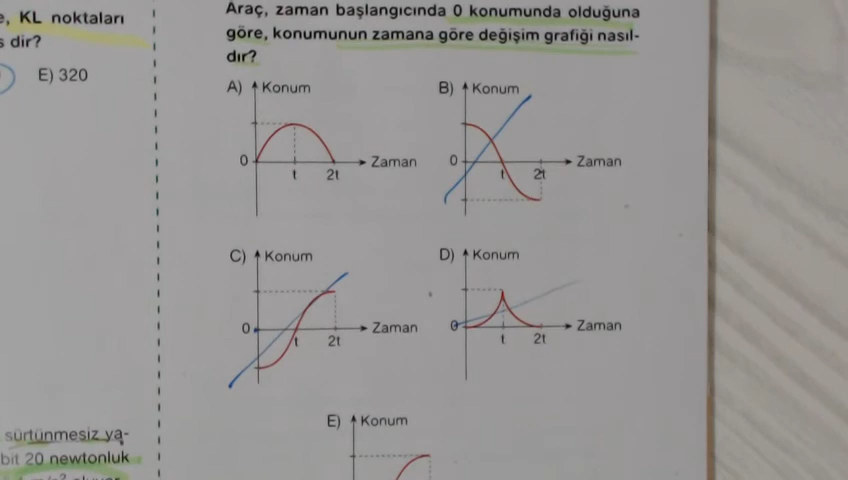 KL noktaları
dir?
E) 320
sürtünmesiz ya-
bit 20 newtonluk
Araç, zaman başlangıcında 0 konumunda olduğuna
göre, konumunun zamana göre değişim grafiği nasıl-
dır?
A) Konum
0 Zaman
t 2t
B) Konum
0 Zaman
t 2t
C) Konum
0 Zaman
t 2t
D) Konum
0 Zaman
t 2t
E) Konum